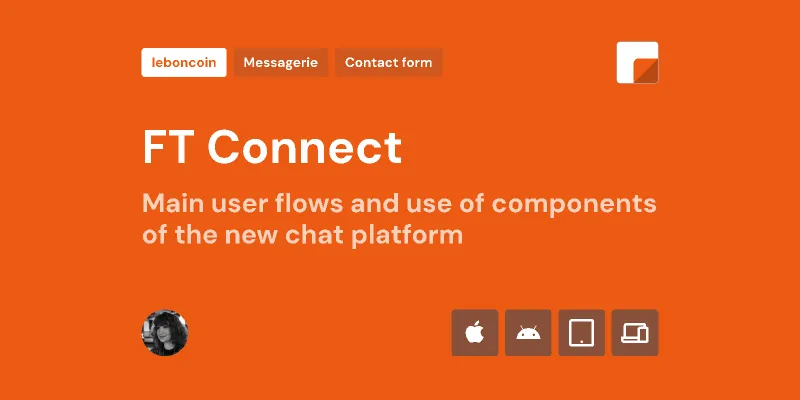 leboncoin
Messagerie
Contact form
FT Connect
Main user flows and use of components
of the new chat platform